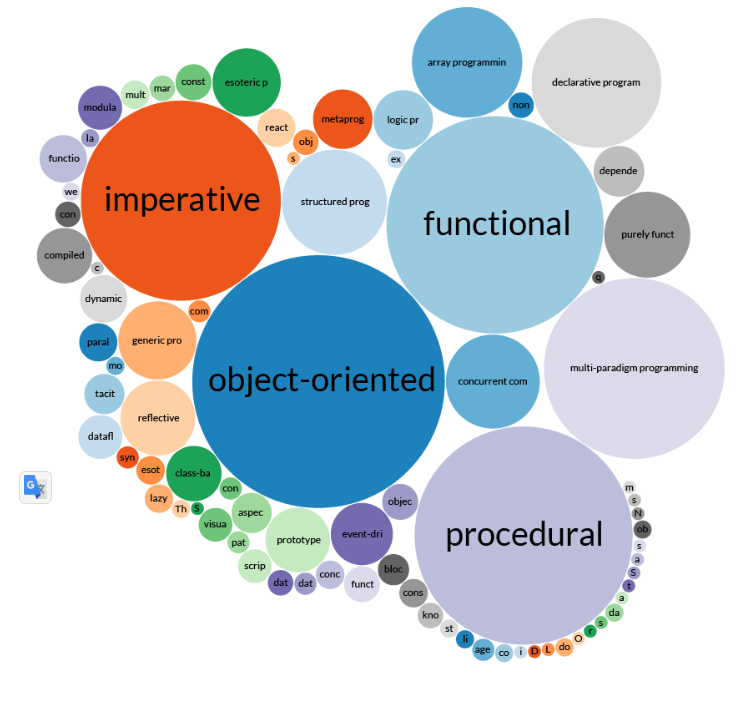 array programmin
declarative program
esoteric p
const
mar
mult
modula
non
metaprog
logic pr
react
obj
la
functio
s
ex
depende
we
imperative
structured prog
functional
con
purely funct
compiled
c
q
dynamic
com
paral
generic pro
mo
multi-paradigm programming
object-oriented
concurrent com
tacit
reflective
datafl
syn
esot
class-ba
con
lazy
Th
S
objec
visua
aspec
pat
prototype
event-dri
procedural
m
s
N
ob
s
a
S
t
a
da
s
r
O
do
L
D
i
co
age
li
st
kno
cons
bloc
scrip
dat
dat
conc
funct
G
文